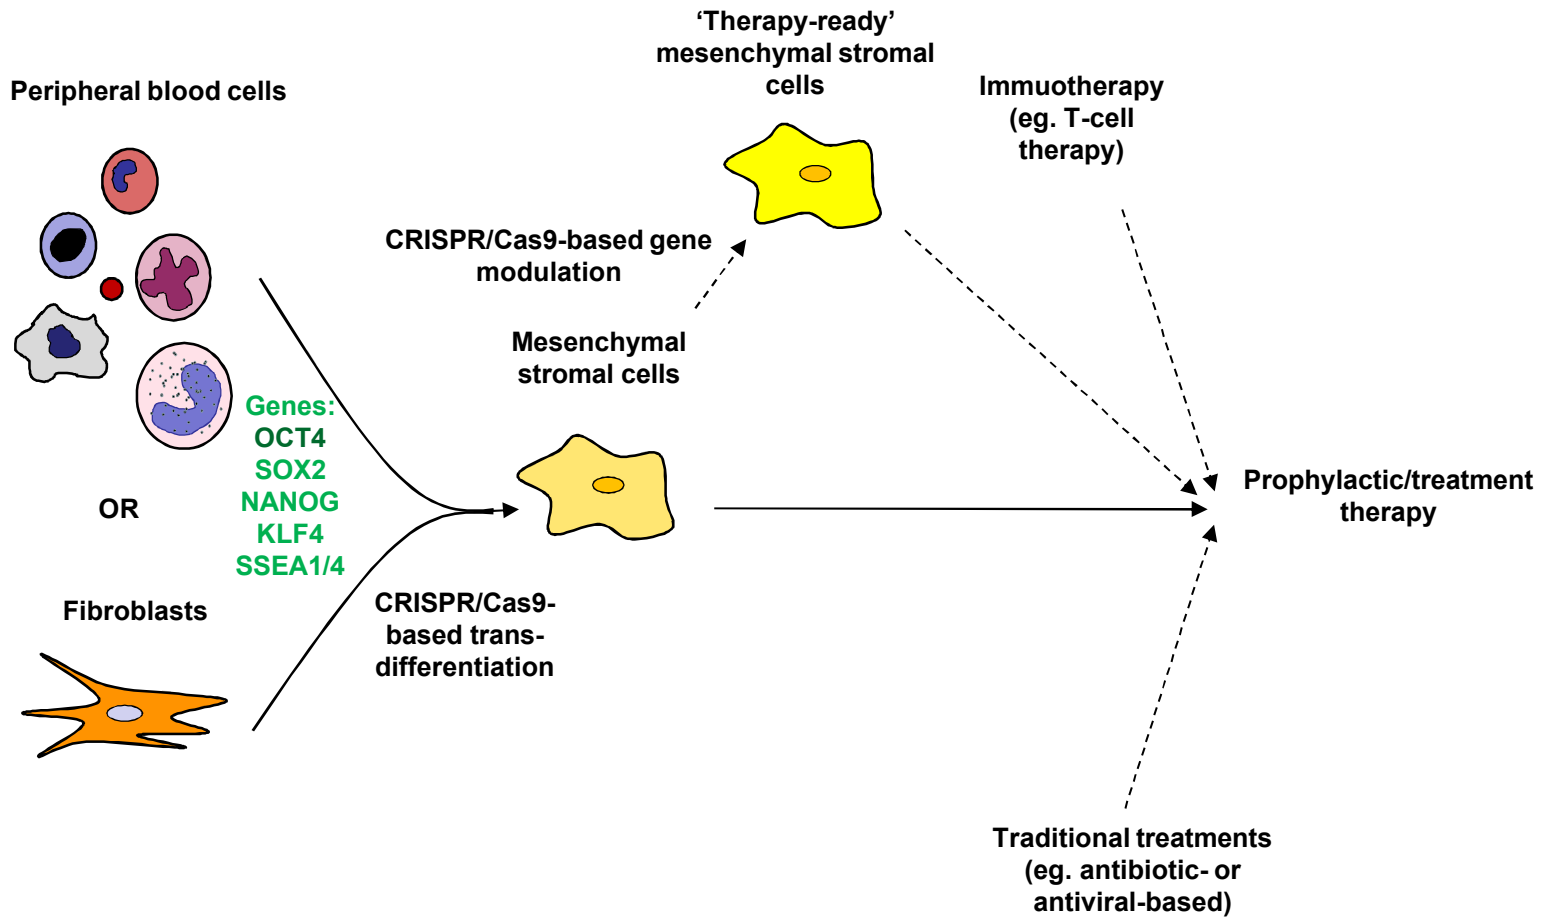 ‘Therapy-ready’
mesenchymal stromal
cells
Peripheral blood cells
Immuotherapy
(eg. T-cell
therapy)
CRISPR/Cas9-based gene
modulation
Mesenchymal
stromal cells
Genes:
OCT4
SOX2
NANOG
KLF4
SSEA1/4
OR
Prophylactic/treatment
therapy
Fibroblasts
CRISPR/Cas9-
based trans-
differentiation
Traditional treatments
(eg. antibiotic- or
antiviral-based)